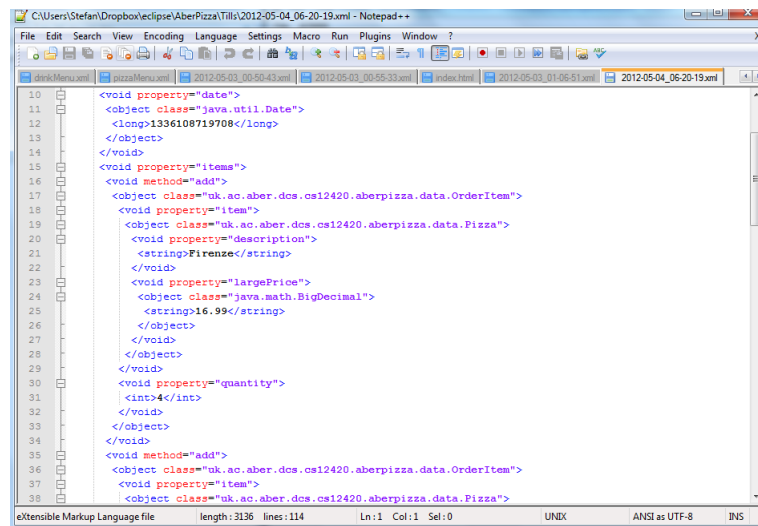 C:\Users\Stefan\Dropbox\eclipse\AberPizza\Tills\2012-05-04_06-20-19.xml - Notepad++
File Edit Search View Encoding Language Settings Macro Run Plugins Window ? X
drinkMenu.xml pizzaMenu.xml 2012-05-03_00-50-43.xml 2012-05-03_00-55-33.xml index.html 2012-05-03_01-06-51.xml 2012-05-04_06-20-19.xml
10 <void property="date">
11 <object class="java.util.Date">
12 <long>1336108719708</long>
13 </object>
14 </void>
15 <void property="items">
16 <void method="add">
17 <object class="uk.ac.aber.dcs.cs12420.aberpizza.data.OrderItem">
18 <void property="item">
19 <object class="uk.ac.aber.dcs.cs12420.aberpizza.data.Pizza">
20 <void property="description">
21 <string>Firenze</string>
22 </void>
23 <void property="largePrice">
24 <object class="java.math.BigDecimal">
25 <string>16.99</string>
26 </object>
27 </void>
28 </object>
29 </void>
30 <void property="quantity">
31 <int>4</int>
32 </void>
33 </object>
34 </void>
35 <void method="add">
36 <object class="uk.ac.aber.dcs.cs12420.aberpizza.data.OrderItem">
37 <void property="item">
38 <object class="uk.ac.aber.dcs.cs12420.aberpizza.data.Pizza">
eXtensible Markup Language file length : 3136 lines : 114 Ln : 1 Col : 1 Sel : 0 UNIX ANSI as UTF-8 INS